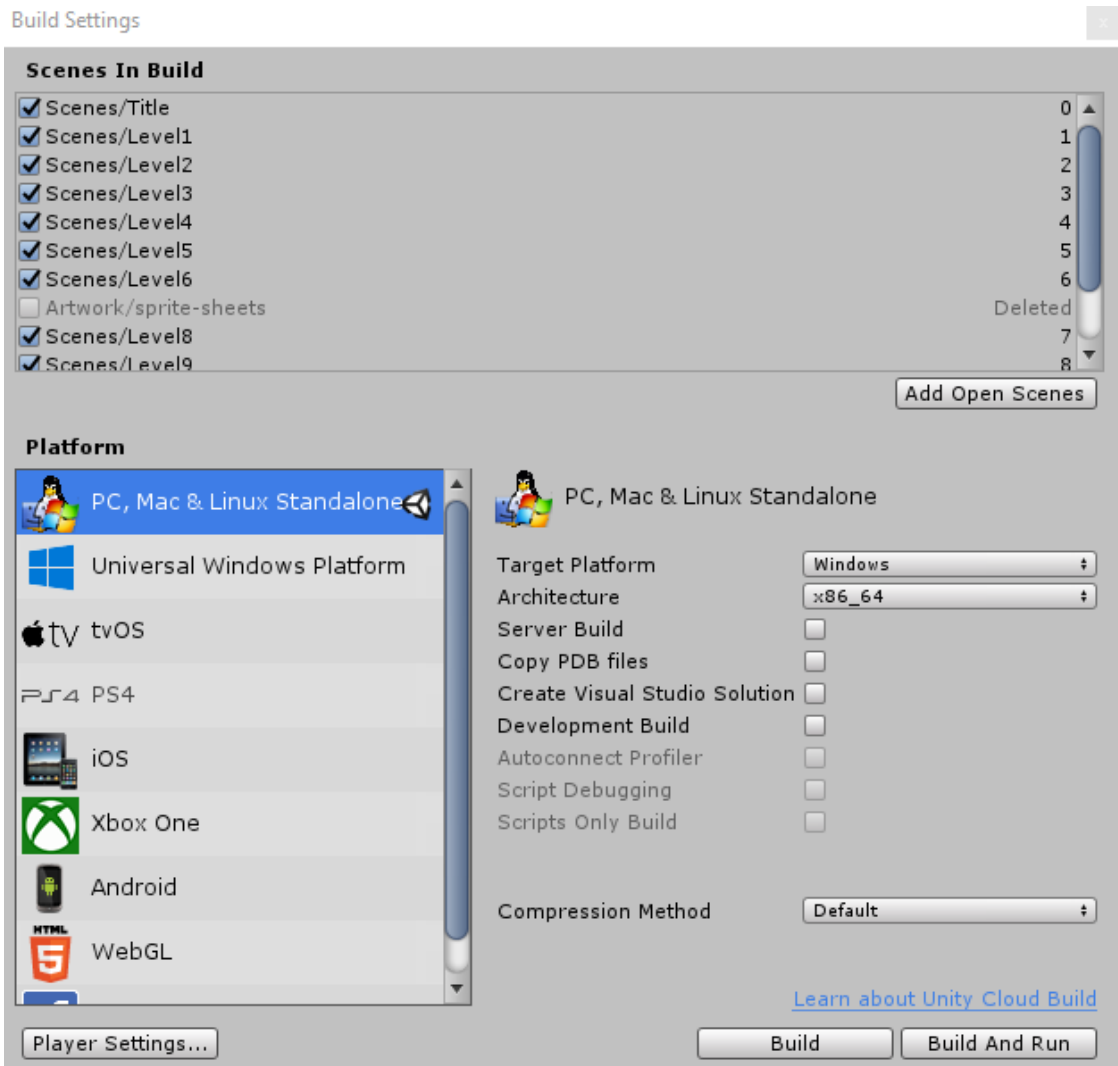 Build Settings
x
Scenes In Build
Scenes/Title 0
Scenes/Level1 1
Scenes/Level2 2
Scenes/Level3 3
Scenes/Level4 4
Scenes/Level5 5
Scenes/Level6 6
Artwork/sprite-sheets Deleted
Scenes/Level8 7
Scenes/Level9 8
Add Open Scenes
Platform
PC, Mac & Linux Standalone
Universal Windows Platform
tv tvOS
PS4 PS4
iOS
Xbox One
Android
HTML 5 WebGL
Player Settings...
PC, Mac & Linux Standalone
Target Platform Windows
Architecture x86_64
Server Build
Copy PDB files
Create Visual Studio Solution
Development Build
Autoconnect Profiler
Script Debugging
Scripts Only Build
Compression Method Default
Learn about Unity Cloud Build
Build Build And Run